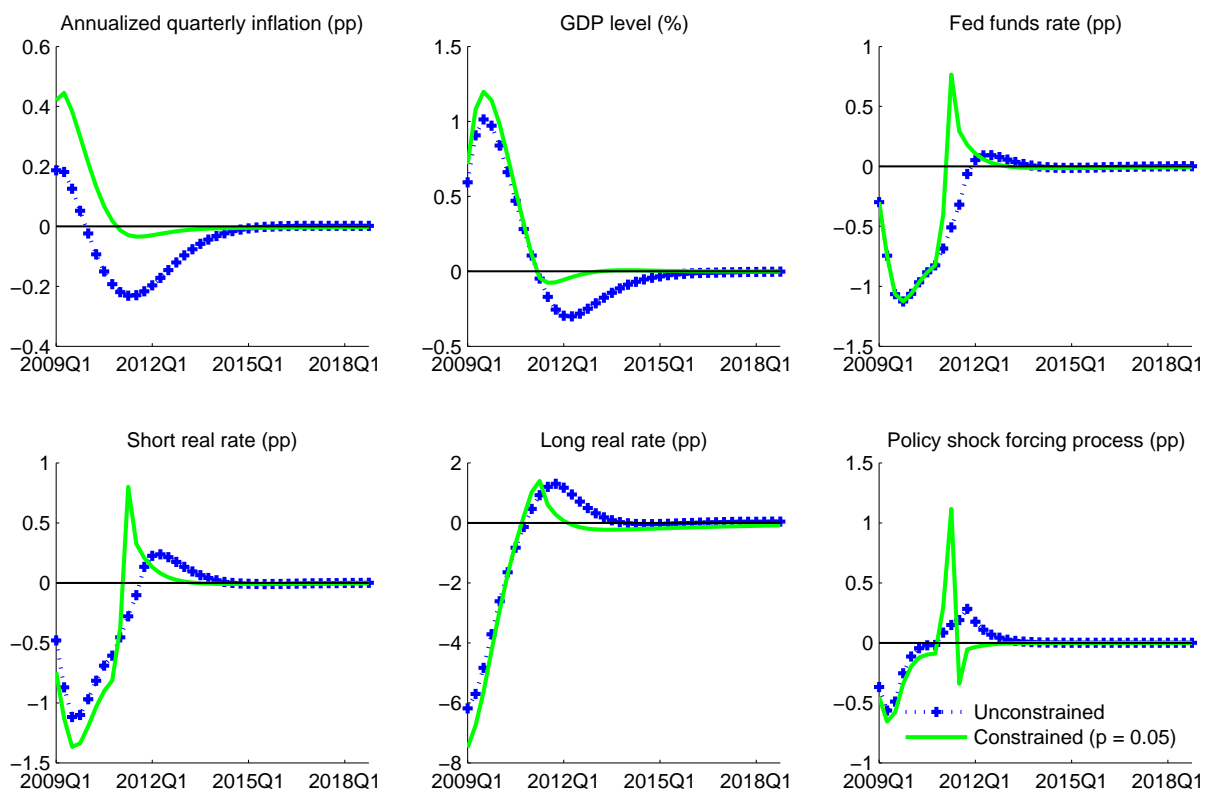 Annualized quarterly inflation (pp)
0.6
0.4
0.2
0
−0.2
−0.4
2009Q1 2012Q1 2015Q1 2018Q1
GDP level (%)
1.5
1
0.5
0
−0.5
2009Q1 2012Q1 2015Q1 2018Q1
Fed funds rate (pp)
1
0.5
0
−0.5
−1
−1.5
2009Q1 2012Q1 2015Q1 2018Q1
Short real rate (pp)
1
0.5
0
−0.5
−1
−1.5
2009Q1 2012Q1 2015Q1 2018Q1
Long real rate (pp)
2
0
−2
−4
−6
−8
2009Q1 2012Q1 2015Q1 2018Q1
Policy shock forcing process (pp)
1.5
1
0.5
0
−0.5
−1
Unconstrained
Constrained (p = 0.05)
2009Q1 2012Q1 2015Q1 2018Q1